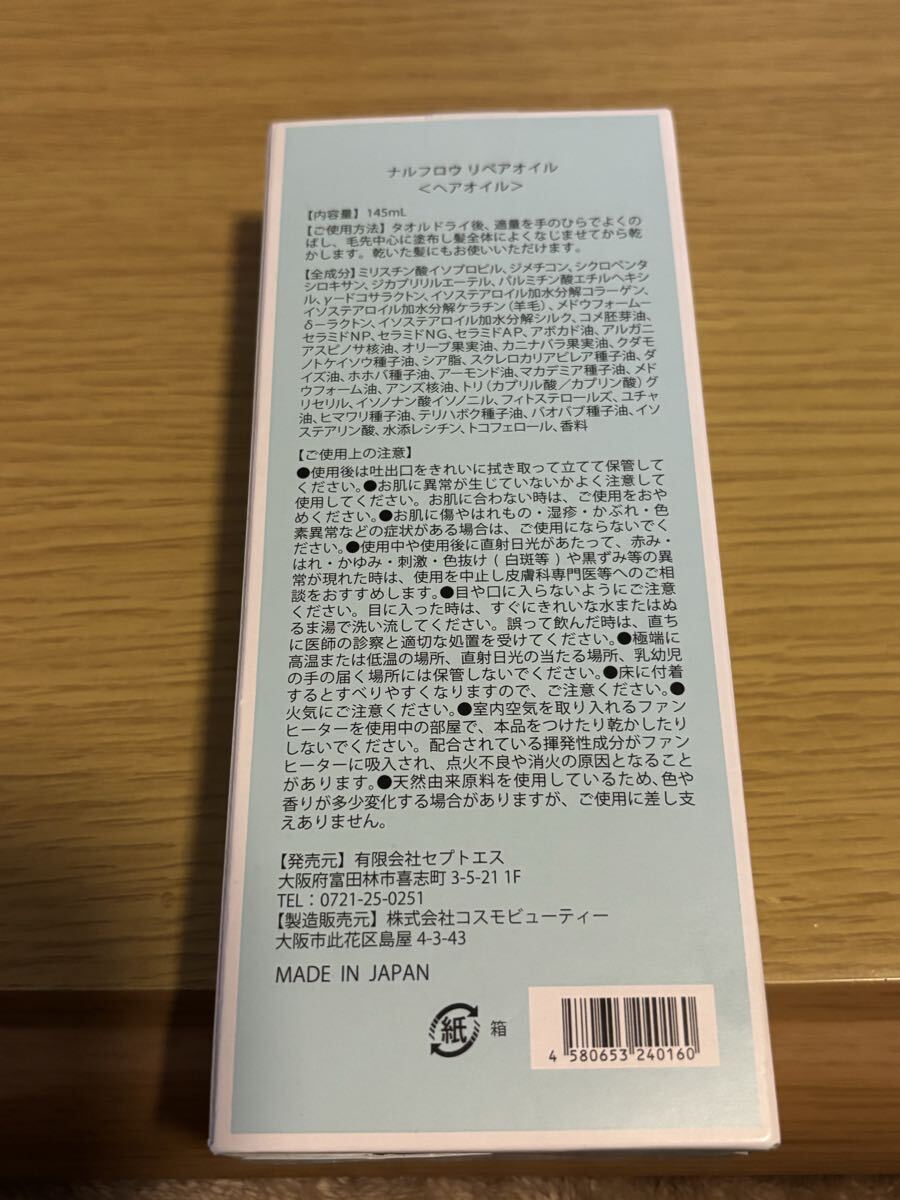 ナルフロウ リペアオイル
＜ヘアオイル＞
【内容量】145mL
【ご使用方法】タオルドライ後、適量を手のひらでよくの
ばし、毛先中心に塗布し髪全体によくなじませてから乾
かします。乾いた髪にもお使いいただけます。
【全成分】ミリスチン酸イソプロピル、ジメチコン、シクロペンタ
シロキサン、ジカプリリルエーテル、パルミチン酸エチルヘキシ
ル、γ－ドコサラクトン、イソステアロイル加水分解コラーゲン、
イソステアロイル加水分解ケラチン（羊毛）、メドウフォーム－
δ－ラクトン、イソステアロイル加水分解シルク、コメ胚芽油、
セラミドNP、セラミドNG、セラミドAP、アボカド油、アルガニ
アスピノサ核油、オリーブ果実油、カニナバラ果実油、クダモ
ノトケイソウ種子油、シア脂、スクレロカリアビレア種子油、ダ
イズ油、ホホバ種子油、アーモンド油、マカデミア種子油、メド
ウフォーム油、アンズ核油、トリ（カプリル酸／カプリン酸）グ
リセリル、イソノナン酸イソノニル、フィトステロールズ、ユチャ
油、ヒマワリ種子油、テリハボク種子油、バオバブ種子油、イソ
ステアリン酸、水添レシチン、トコフェロール、香料
【ご使用上の注意】
●使用後は吐出口をきれいに拭き取って立てて保管して
ください。●お肌に異常が生じていないかよく注意して
使用してください。お肌に合わない時は、ご使用をおや
めください。●お肌に傷やはれもの・湿疹・かぶれ・色
素異常などの症状がある場合は、ご使用にならないでく
ださい。●使用中や使用後に直射日光があたって、赤み・
はれ・かゆみ・刺激・色抜け ( 白斑等 ) や黒ずみ等の異
常が現れた時は、使用を中止し皮膚科専門医等へのご相
談をおすすめします。●目や口に入らないようにご注意
ください。目に入った時は、すぐにきれいな水またはぬ
るま湯で洗い流してください。誤って飲んだ時は、直ち
に医師の診察と適切な処置を受けてください。●極端に
高温または低温の場所、直射日光の当たる場所、乳幼児
の手の届く場所には保管しないでください。●床に付着
するとすべりやすくなりますので、ご注意ください。●
火気にご注意ください。●室内空気を取り入れるファン
ヒーターを使用中の部屋で、本品をつけたり乾かしたり
しないでください。配合されている揮発性成分がファン
ヒーターに吸入され、点火不良や消火の原因となること
があります。●天然由来原料を使用しているため、色や
香りが多少変化する場合がありますが、ご使用に差し支
えありません。
【発売元】有限会社セプトエス
大阪府富田林市喜志町 3-5-21 1F
TEL：0721-25-0251
【製造販売元】株式会社コスモビューティー
大阪市此花区島屋 4-3-43
MADE IN JAPAN
紙 箱
4 580653 240160